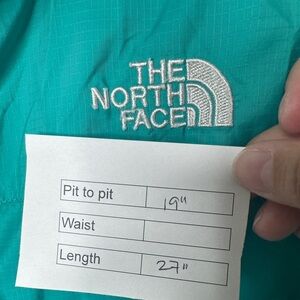 THE
NORTH
FACE
Pit to pit 19"
Waist
Length 27"